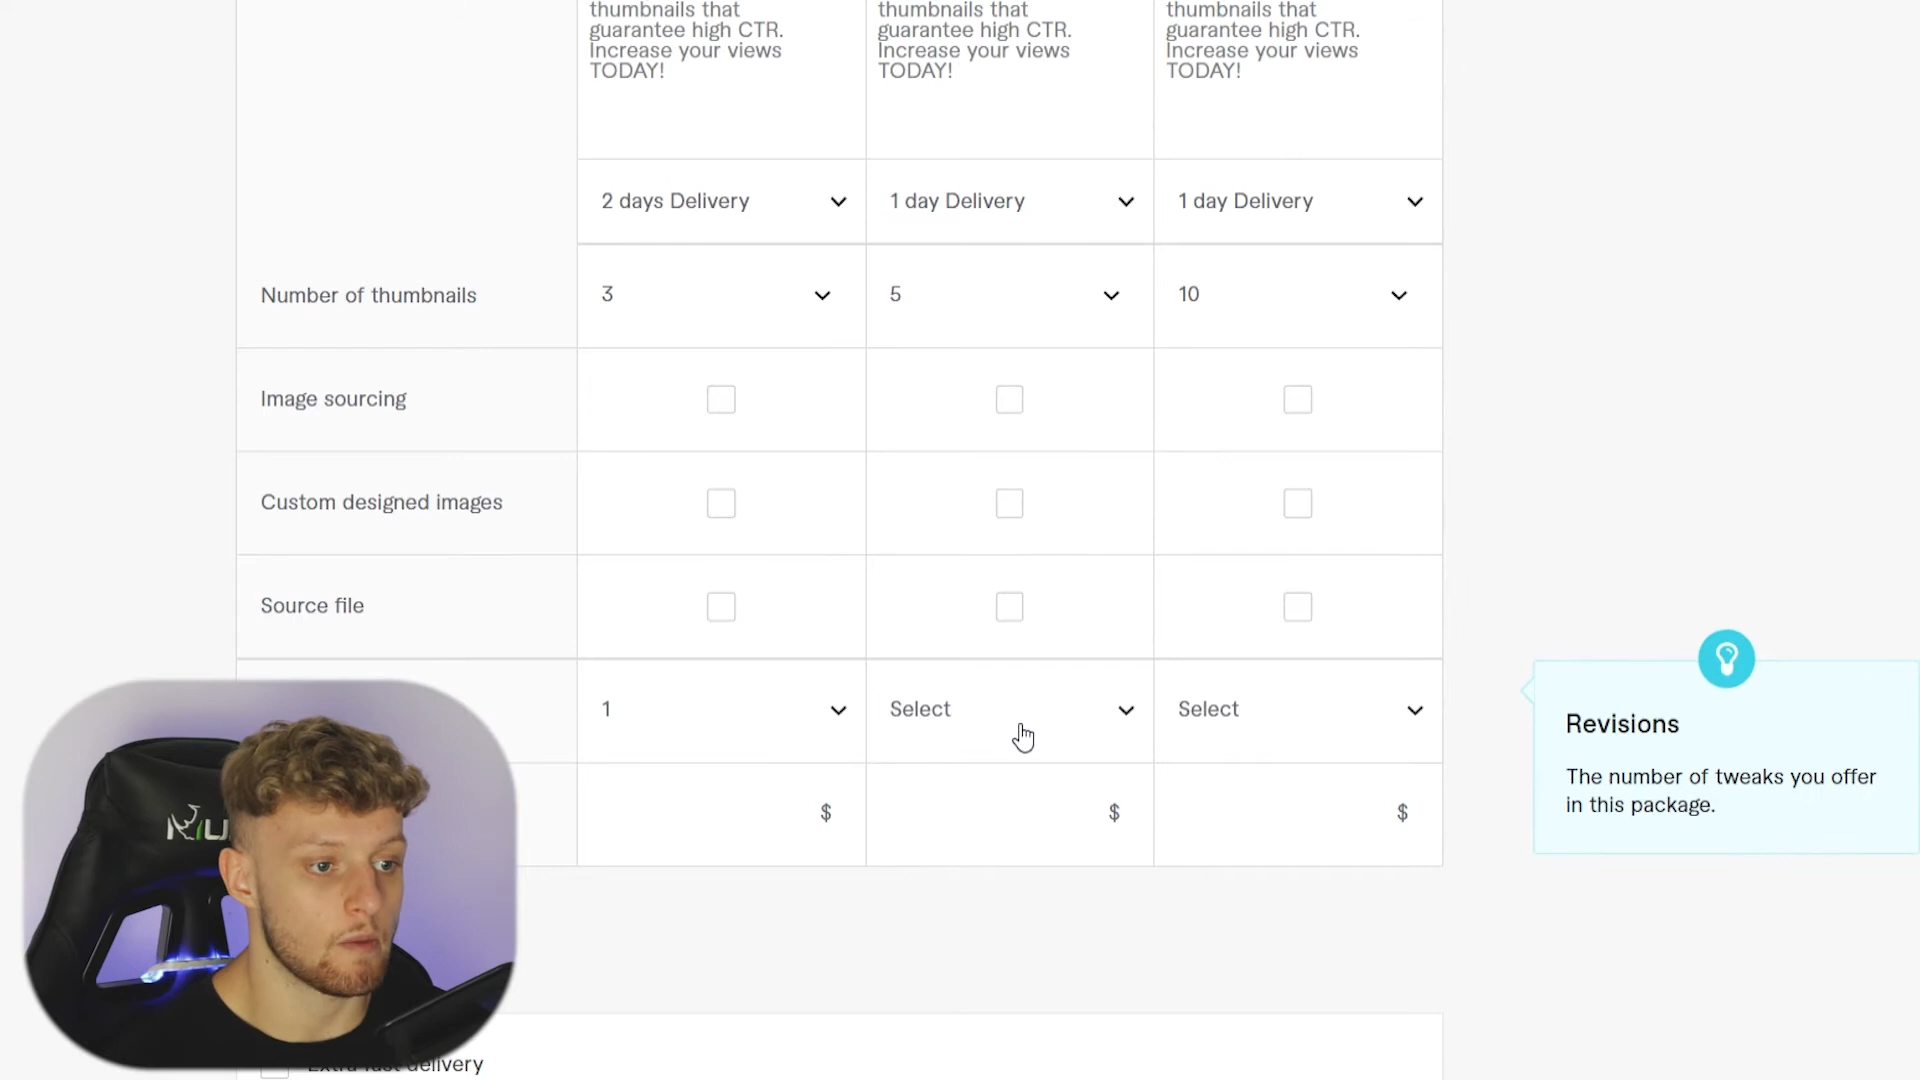 thumbnails that
guarantee high CTR.
Increase your views
TODAY!
thumbnails that
guarantee high CTR.
Increase your views
TODAY!
thumbnails that
guarantee high CTR.
Increase your views
TODAY!
2 days Delivery
1 day Delivery
1 day Delivery
Number of thumbnails
3
5
10
Image sourcing
Custom designed images
Source file
1
Select
Select
$
$
$
Revisions
The number of tweaks you offer
in this package.
Extra fast delivery